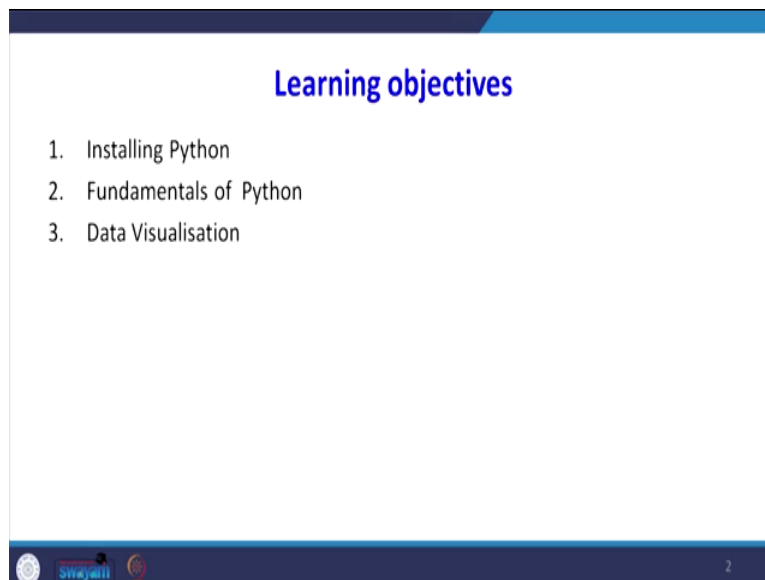 Learning objectives
1. Installing Python
2. Fundamentals of Python
3. Data Visualisation
swayam
2